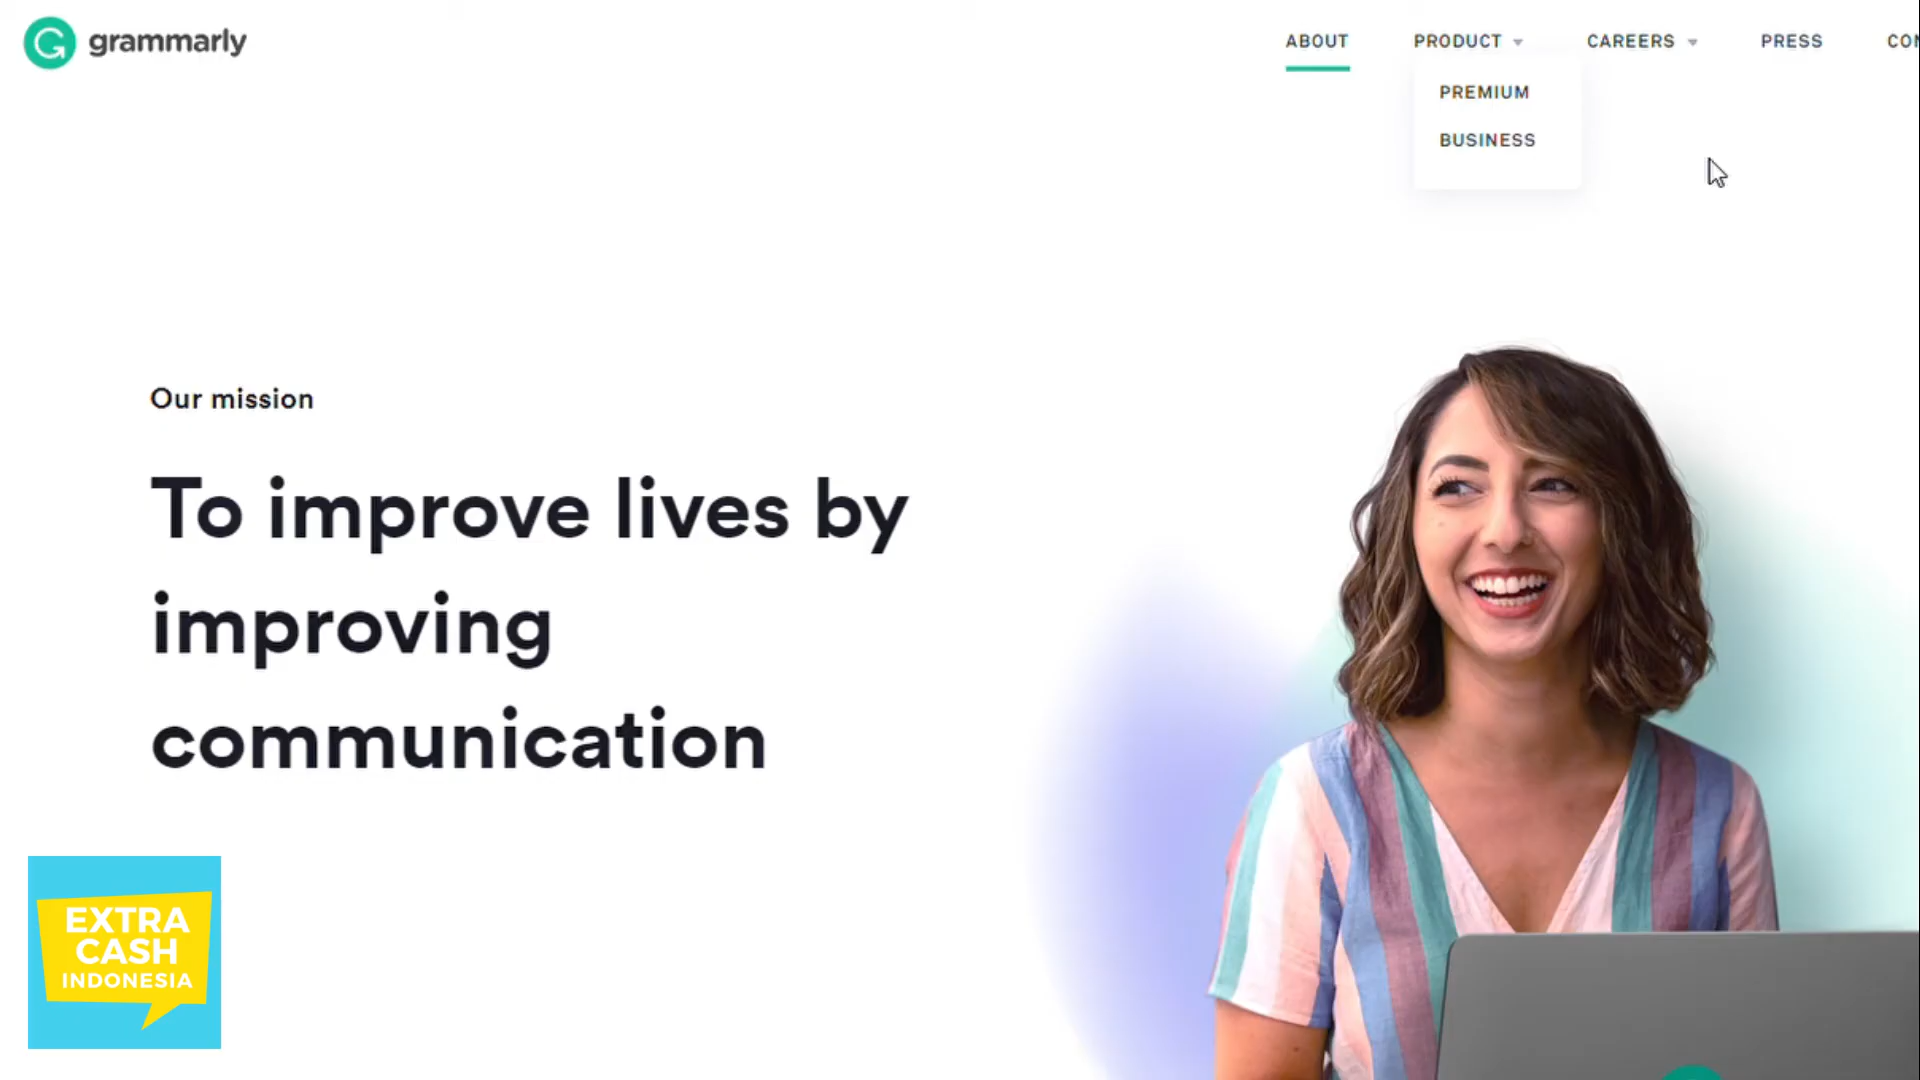 grammarly
ABOUT
PRODUCT
CAREERS
PRESS
PREMIUM
BUSINESS
Our mission
To improve lives by
improving
communication
EXTRA
CASH
INDONESIA